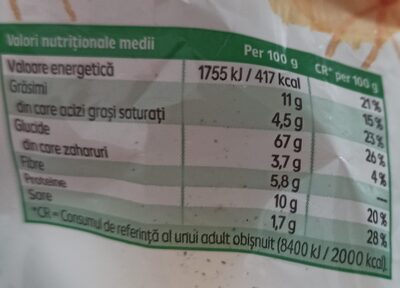 Valori nutriționale medii Per 100 g CR* per 100 g
Valoare energetică 1755 kJ / 417 kcal 21%
Grăsimi 11 g 15%
din care acizi grași saturați 4,5 g 23%
Glucide 67 g 26%
din care zaharuri 3,7 g 4%
Fibre 5,8 g —
Proteine 10 g 20%
Sare 1,7 g 28%
*CR = Consumul de referință al unui adult obișnuit (8400 kJ / 2000 kcal).